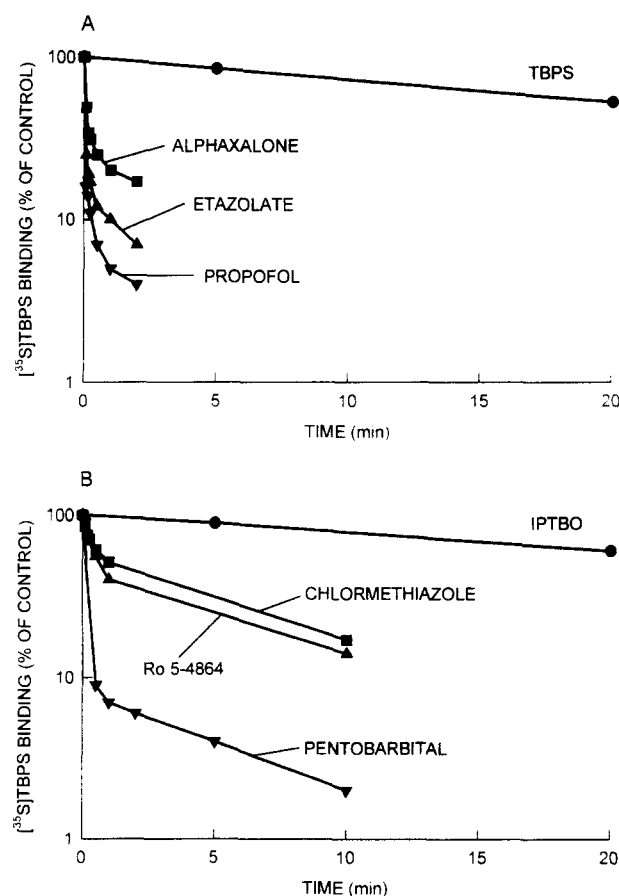 A
[³⁵S]TBPS BINDING (% OF CONTROL)
100
TBPS
ALPHAXALONE
ETAZOLATE
10
PROPOFOL
1
0 5 10 15 20
TIME (min)
B
[³⁵S]TBPS BINDING (% OF CONTROL)
100
IPTBO
CHLORMETHIAZOLE
Ro 5-4864
10
PENTOBARBITAL
1
0 5 10 15 20
TIME (min)